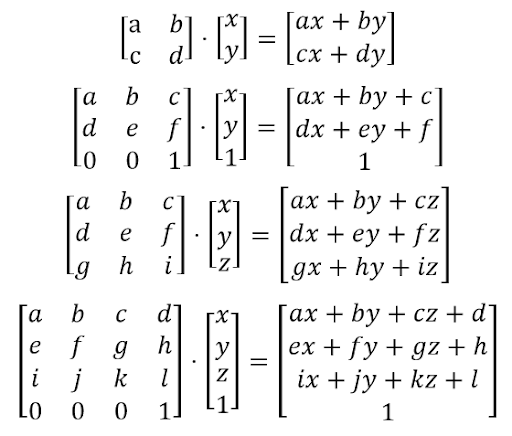 [a b; c d] · [x; y] = [ax + by; cx + dy]
[a b c; d e f; 0 0 1] · [x; y; 1] = [ax + by + c; dx + ey + f; 1]
[a b c; d e f; g h i] · [x; y; z] = [ax + by + cz; dx + ey + fz; gx + hy + iz]
[a b c d; e f g h; i j k l; 0 0 0 1] · [x; y; z; 1] = [ax + by + cz + d; ex + fy + gz + h; ix + jy + kz + l; 1]